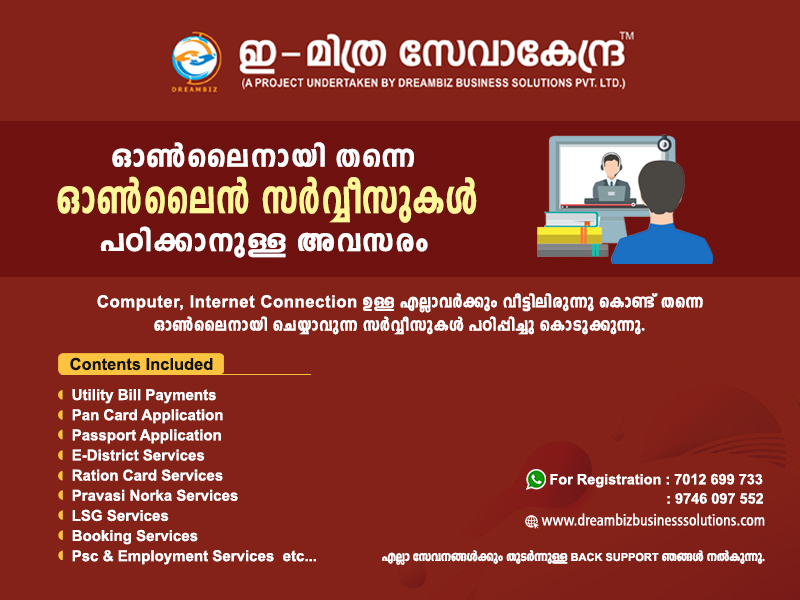 ഇ-മിത്ര സേവാകേന്ദ്ര™
DREAMBIZ
(A PROJECT UNDERTAKEN BY DREAMBIZ BUSINESS SOLUTIONS PVT. LTD.)
ഓൺലൈനായി തന്നെ
ഓൺലൈൻ സർവ്വീസുകൾ
പഠിക്കാനുള്ള അവസരം
Computer, Internet Connection ഉള്ള എല്ലാവർക്കും വീട്ടിലിരുന്നു കൊണ്ട് തന്നെ
ഓൺലൈനായി ചെയ്യാവുന്ന സർവ്വീസുകൾ പഠിപ്പിച്ചു കൊടുക്കുന്നു.
Contents Included
Utility Bill Payments
Pan Card Application
Passport Application
E-District Services
Ration Card Services
Pravasi Norka Services
LSG Services
Booking Services
Psc & Employment Services etc...
For Registration : 7012 699 733
: 9746 097 552
www.dreambizbusinesssolutions.com
എല്ലാ സേവനങ്ങൾക്കും തുടർന്നുള്ള BACK SUPPORT ഞങ്ങൾ നൽകുന്നു.